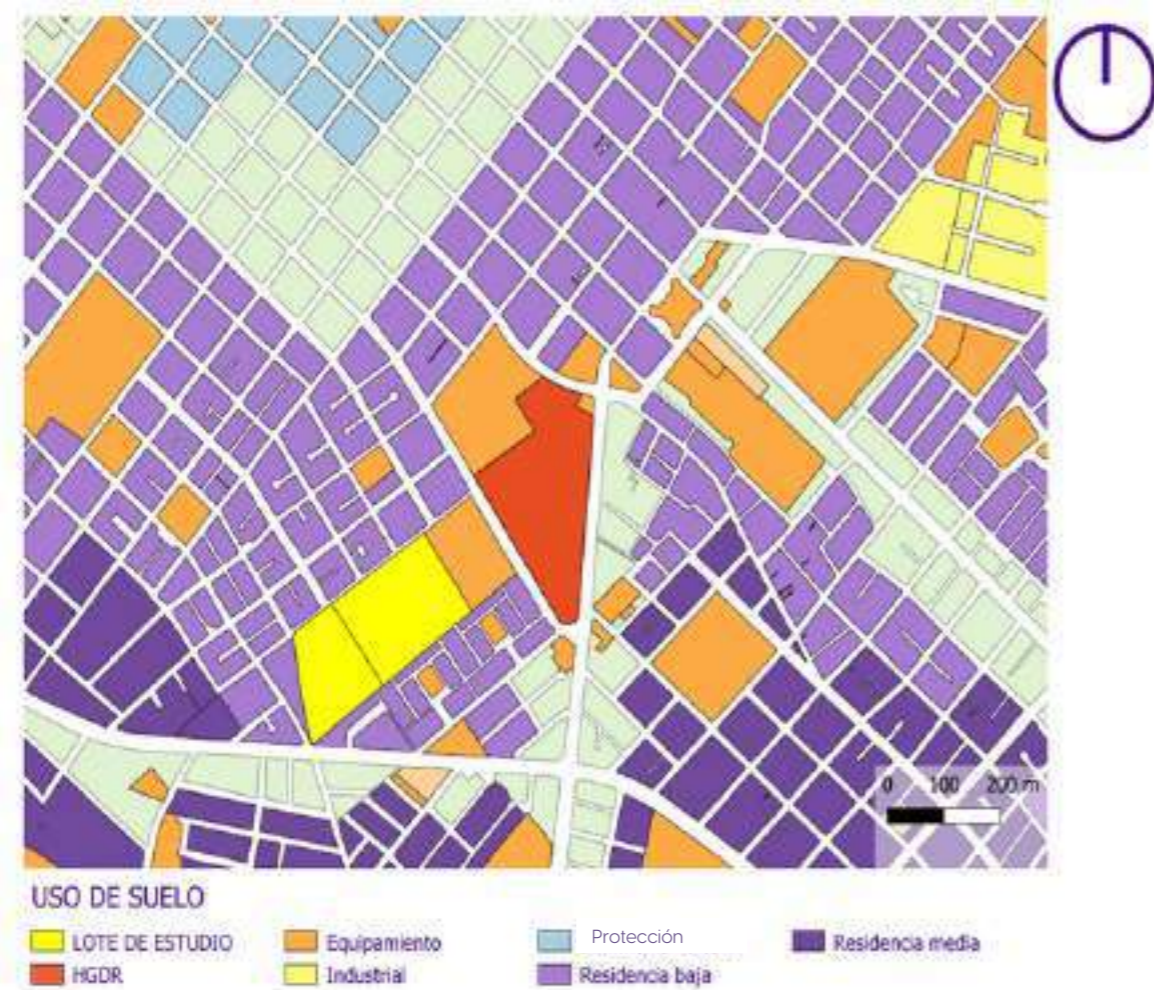 0 100 200 m
USO DE SUELO
LOTE DE ESTUDIO Equipamiento Protección Residencia media
HGDR Industrial Residencia baja